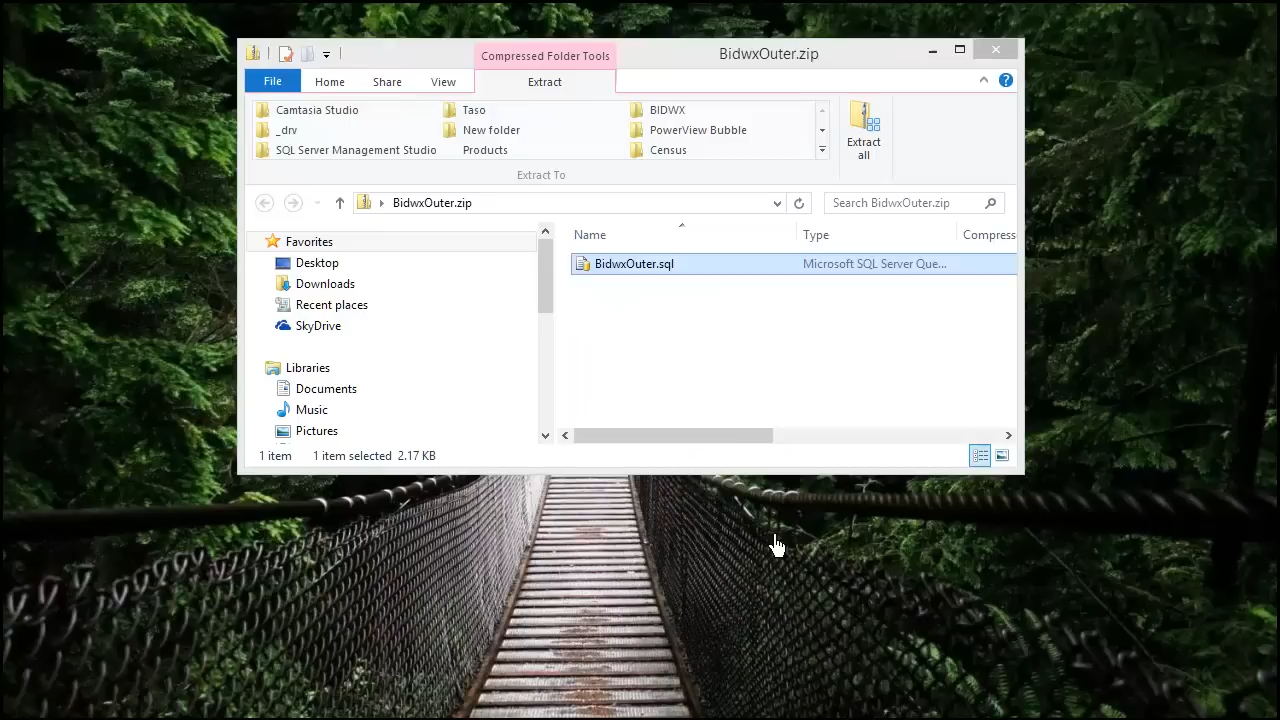 Compressed Folder Tools
BidwxOuter.zip
File
Home
Share
View
Extract
Camtasia Studio
Taso
BIDWX
_drv
New folder
PowerView Bubble
SQL Server Management Studio
Products
Census
Extract all
Extract To
BidwxOuter.zip
Search BidwxOuter.zip
Favorites
Desktop
Downloads
Recent places
SkyDrive
Libraries
Documents
Music
Pictures
Name
Type
Compress
BidwxOuter.sql
Microsoft SQL Server Que...
1 item
1 item selected 2.17 KB